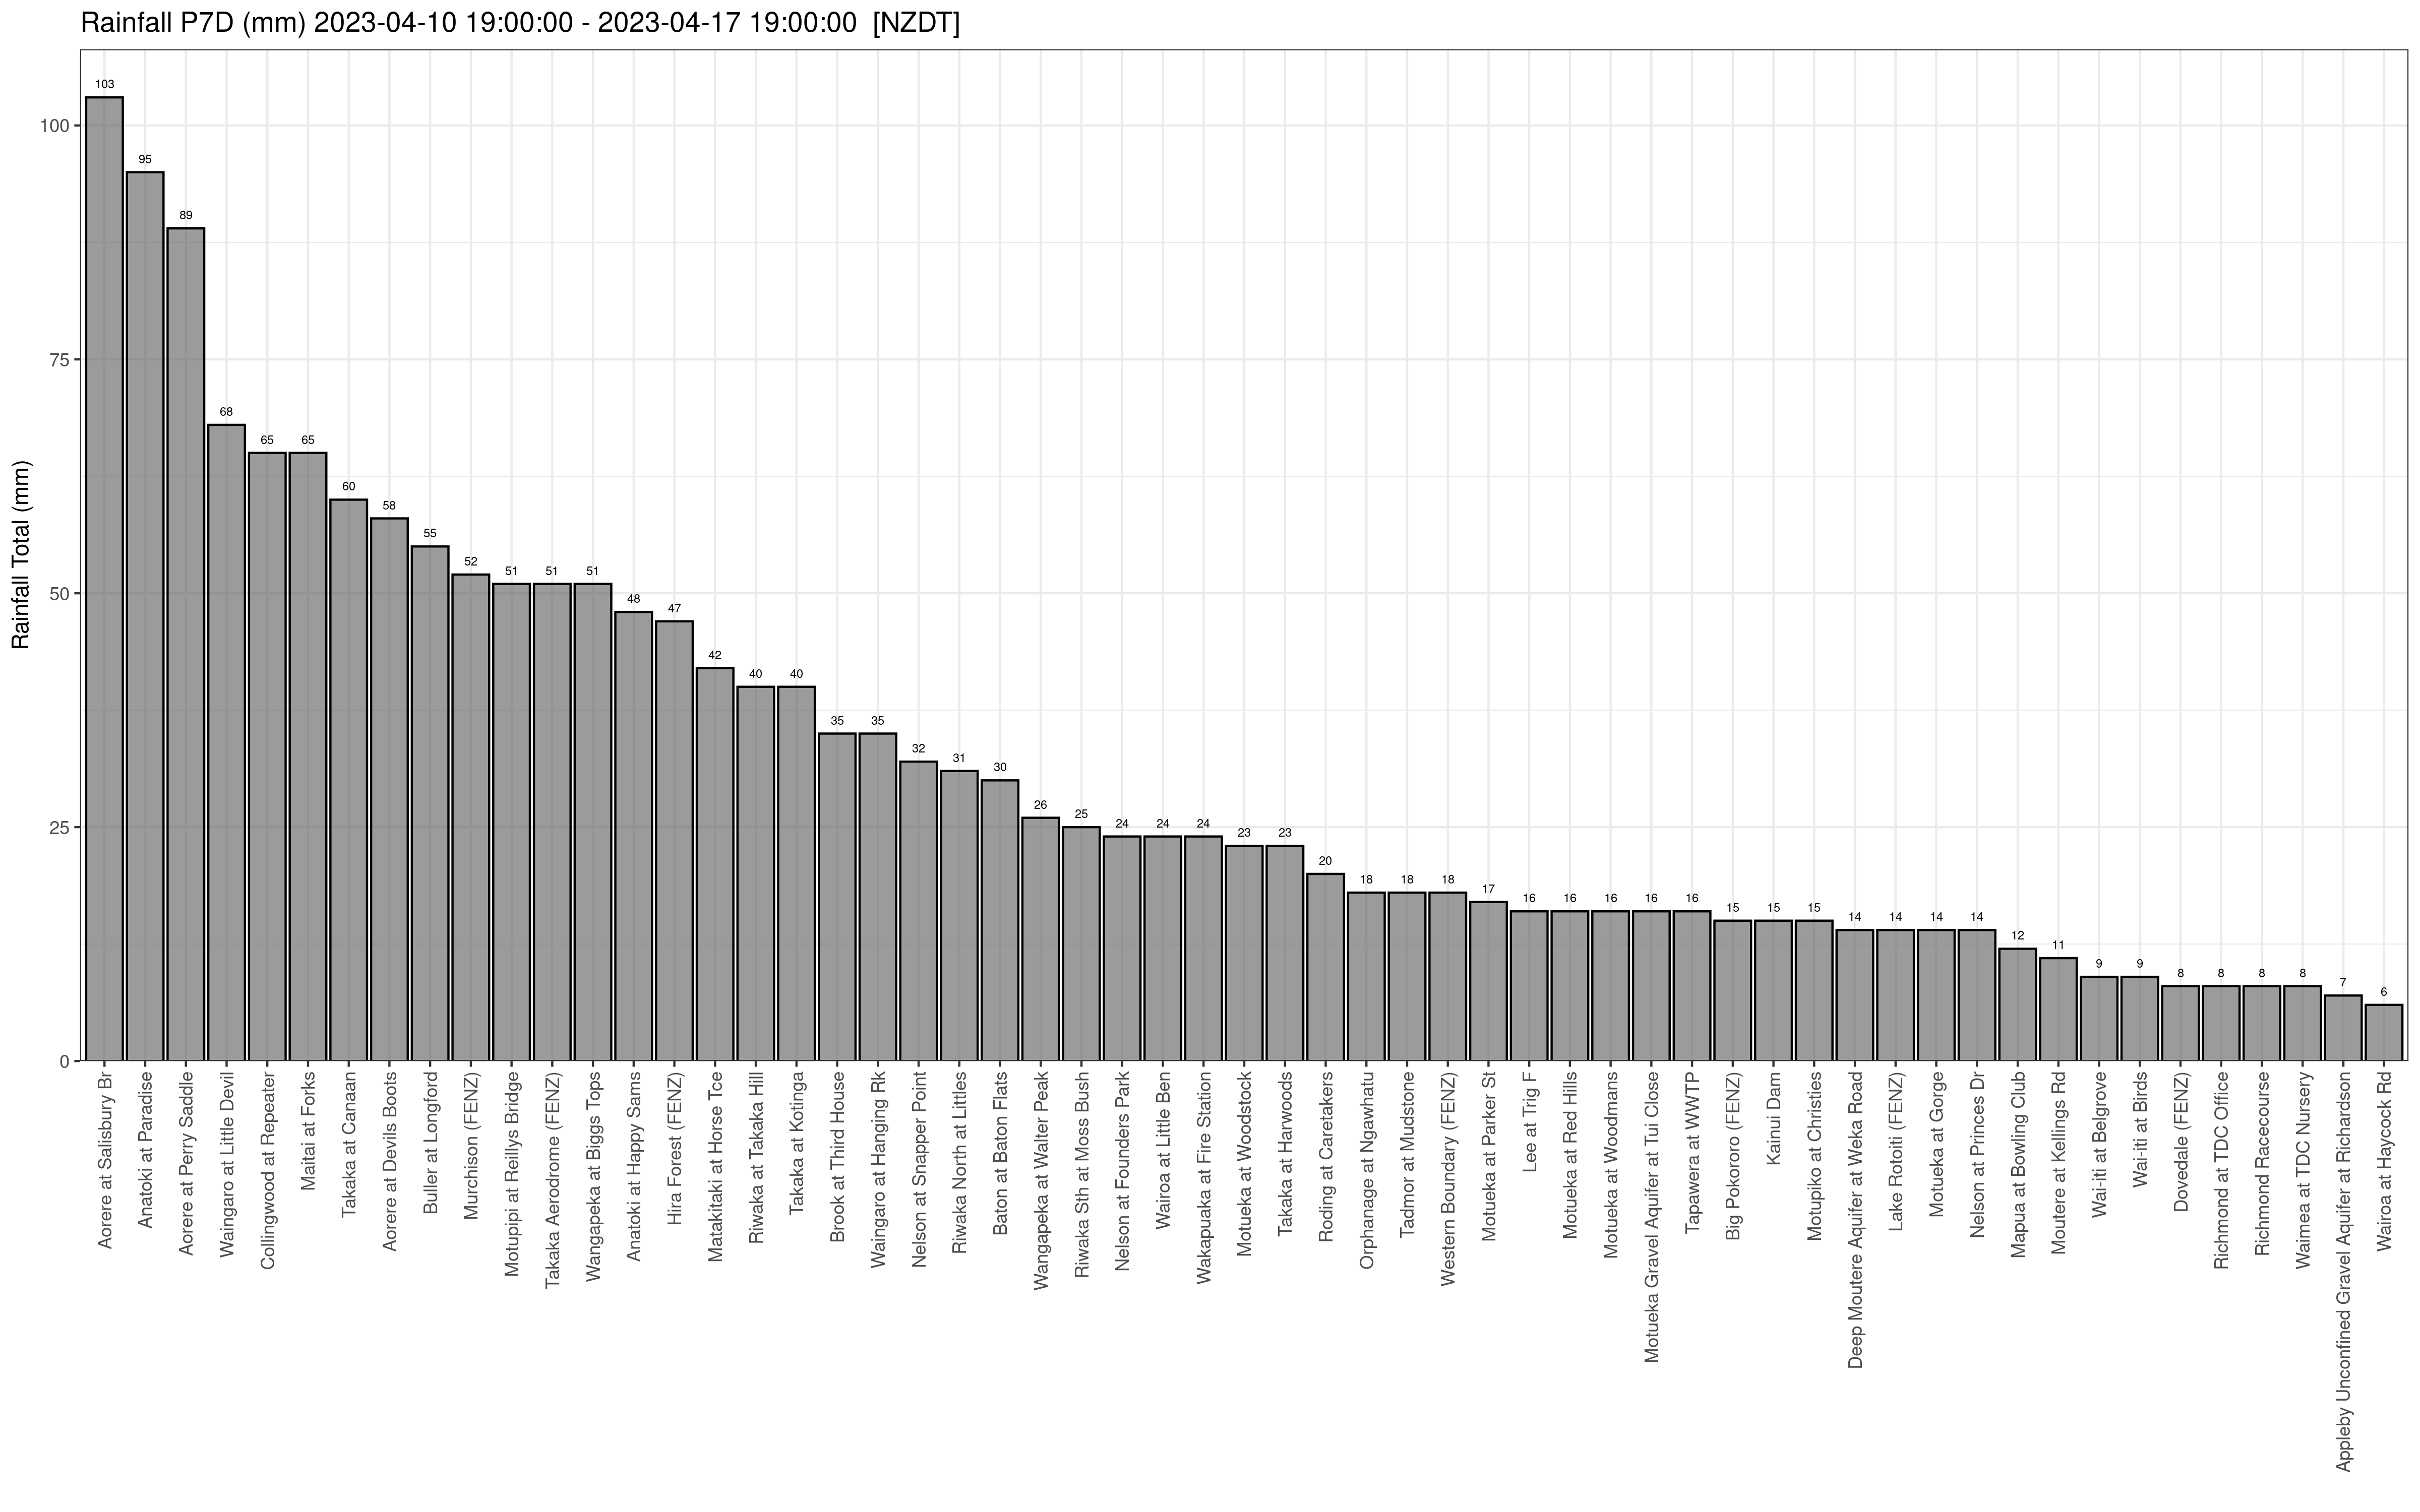 Rainfall P7D (mm) 2023-04-10 19:00:00 - 2023-04-17 19:00:00  [NZDT]
Rainfall Total (mm)
100
75
50
25
0
103
95
89
68
65
65
60
58
55
52
51
51
51
48
47
42
40
40
35
35
32
31
30
26
25
24
24
24
23
23
20
18
18
18
17
16
16
16
16
16
15
15
15
14
14
14
14
12
11
9
9
8
8
8
8
7
6
Aorere at Salisbury Br
Anatoki at Paradise
Aorere at Perry Saddle
Waingaro at Little Devil
Collingwood at Repeater
Maitai at Forks
Takaka at Canaan
Aorere at Devils Boots
Buller at Longford
Murchison (FENZ)
Motupipi at Reillys Bridge
Takaka Aerodrome (FENZ)
Wangapeka at Biggs Tops
Anatoki at Happy Sams
Hira Forest (FENZ)
Matakitaki at Horse Tce
Riwaka at Takaka Hill
Takaka at Kotinga
Brook at Third House
Waingaro at Hanging Rk
Nelson at Snapper Point
Riwaka North at Littles
Baton at Baton Flats
Wangapeka at Walter Peak
Riwaka Sth at Moss Bush
Nelson at Founders Park
Wairoa at Little Ben
Wakapuaka at Fire Station
Motueka at Woodstock
Takaka at Harwoods
Roding at Caretakers
Orphanage at Ngawhatu
Tadmor at Mudstone
Western Boundary (FENZ)
Motueka at Parker St
Lee at Trig F
Motueka at Red Hills
Motueka at Woodmans
Motueka Gravel Aquifer at Tui Close
Tapawera at WWTP
Big Pokororo (FENZ)
Kainui Dam
Motupiko at Christies
Deep Moutere Aquifer at Weka Road
Lake Rotoiti (FENZ)
Motueka at Gorge
Nelson at Princes Dr
Mapua at Bowling Club
Moutere at Kellings Rd
Wai-iti at Belgrove
Wai-iti at Birds
Dovedale (FENZ)
Richmond at TDC Office
Richmond Racecourse
Waimea at TDC Nursery
Appleby Unconfined Gravel Aquifer at Richardson
Wairoa at Haycock Rd